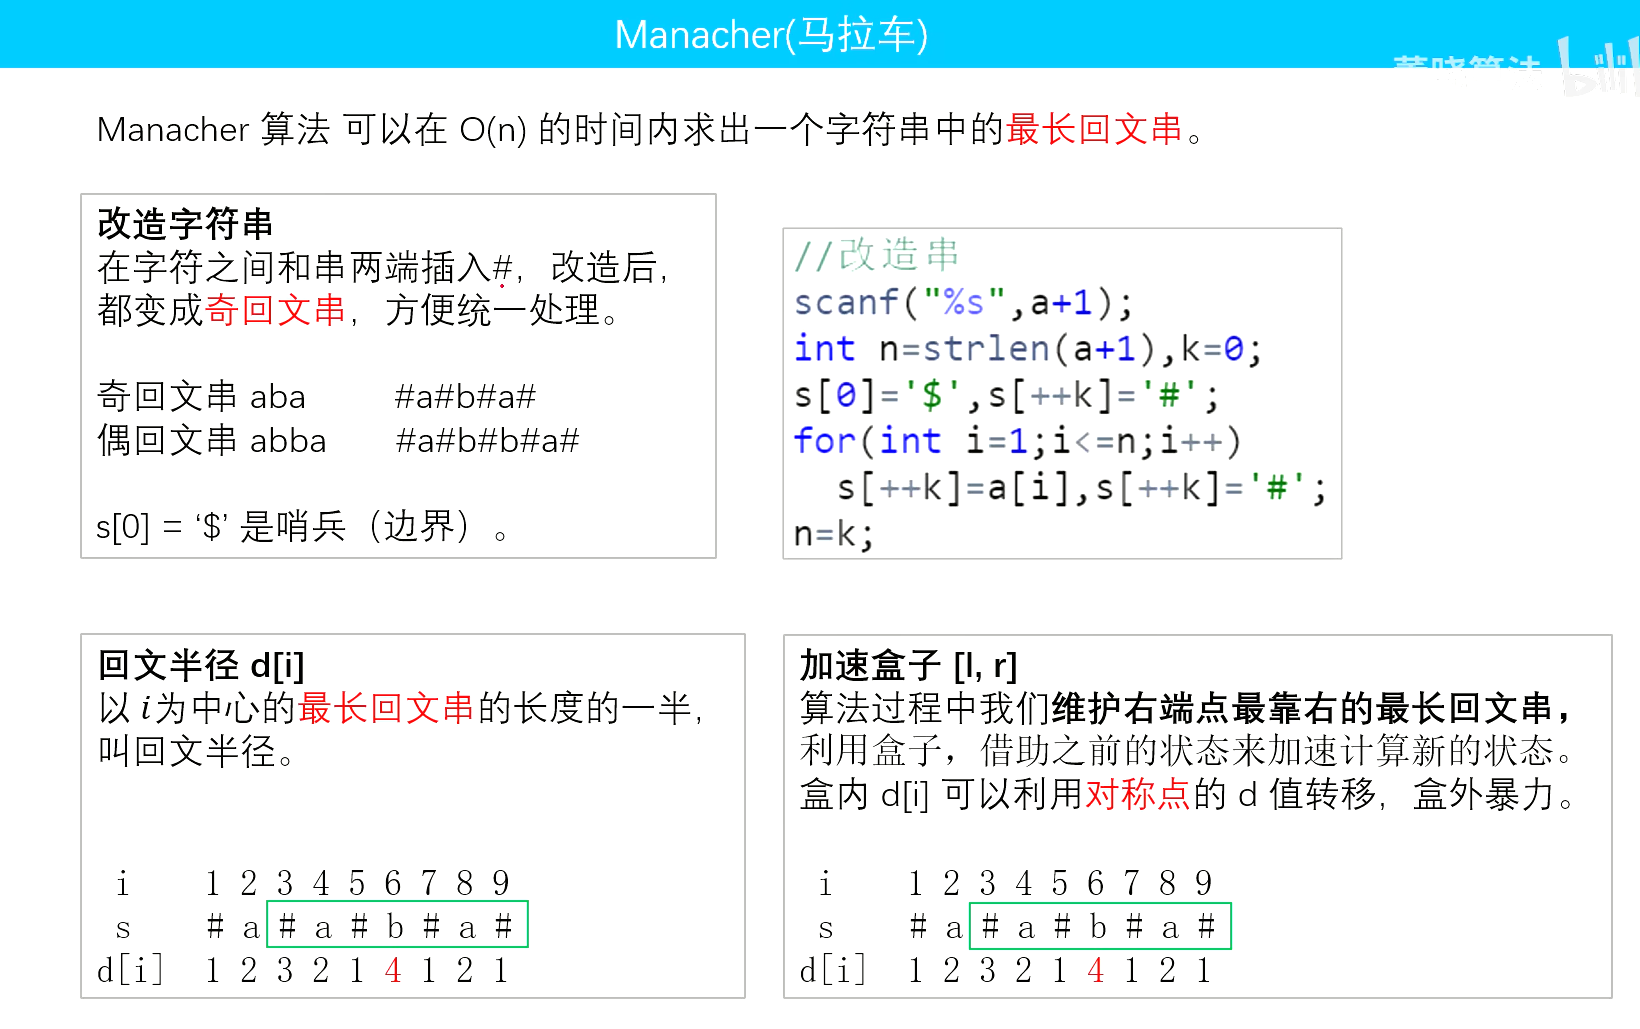 Manacher(马拉车)
董晓算法 bilibili
Manacher 算法 可以在 O(n) 的时间内求出一个字符串中的最长回文串。
改造字符串
在字符之间和串两端插入#，改造后，
都变成奇回文串，方便统一处理。
奇回文串 aba #a#b#a#
偶回文串 abba #a#b#b#a#
s[0] = ‘$’ 是哨兵（边界）。
//改造串
scanf("%s",a+1);
int n=strlen(a+1),k=0;
s[0]='$',s[++k]='#';
for(int i=1;i<=n;i++)
s[++k]=a[i],s[++k]='#';
n=k;
回文半径 d[i]
以 i为中心的最长回文串的长度的一半，
叫回文半径。
i 1 2 3 4 5 6 7 8 9
s # a # a # b # a #
d[i] 1 2 3 2 1 4 1 2 1
加速盒子 [l, r]
算法过程中我们维护右端点最靠右的最长回文串，
利用盒子，借助之前的状态来加速计算新的状态。
盒内 d[i] 可以利用对称点的 d 值转移，盒外暴力。
i 1 2 3 4 5 6 7 8 9
s # a # a # b # a #
d[i] 1 2 3 2 1 4 1 2 1